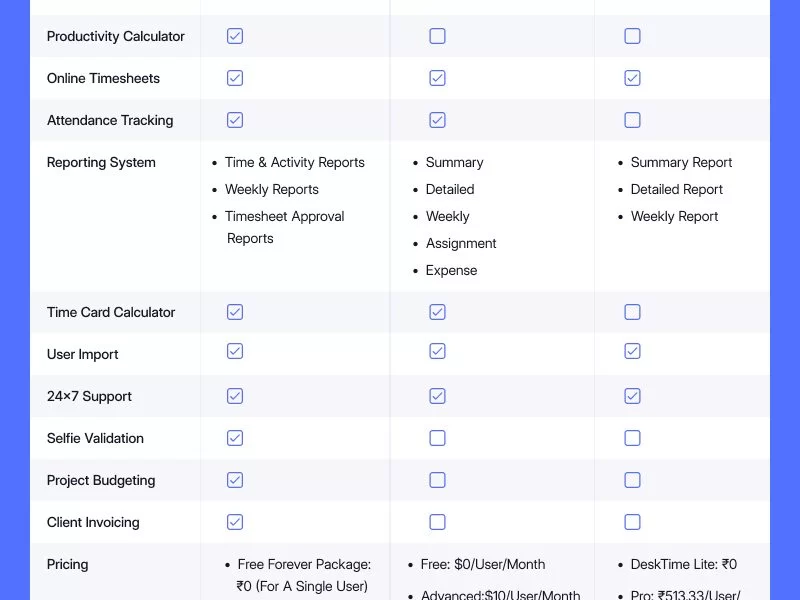 Productivity Calculator
Online Timesheets
Attendance Tracking
Reporting System
• Time & Activity Reports
• Weekly Reports
• Timesheet Approval
Reports
• Summary
• Detailed
• Weekly
• Assignment
• Expense
• Summary Report
• Detailed Report
• Weekly Report
Time Card Calculator
User Import
24×7 Support
Selfie Validation
Project Budgeting
Client Invoicing
Pricing
• Free Forever Package:
₹0 (For A Single User)
• Free: $0/User/Month
• Advanced:$10/User/Month
• DeskTime Lite: ₹0
• Pro: ₹513.33/User/